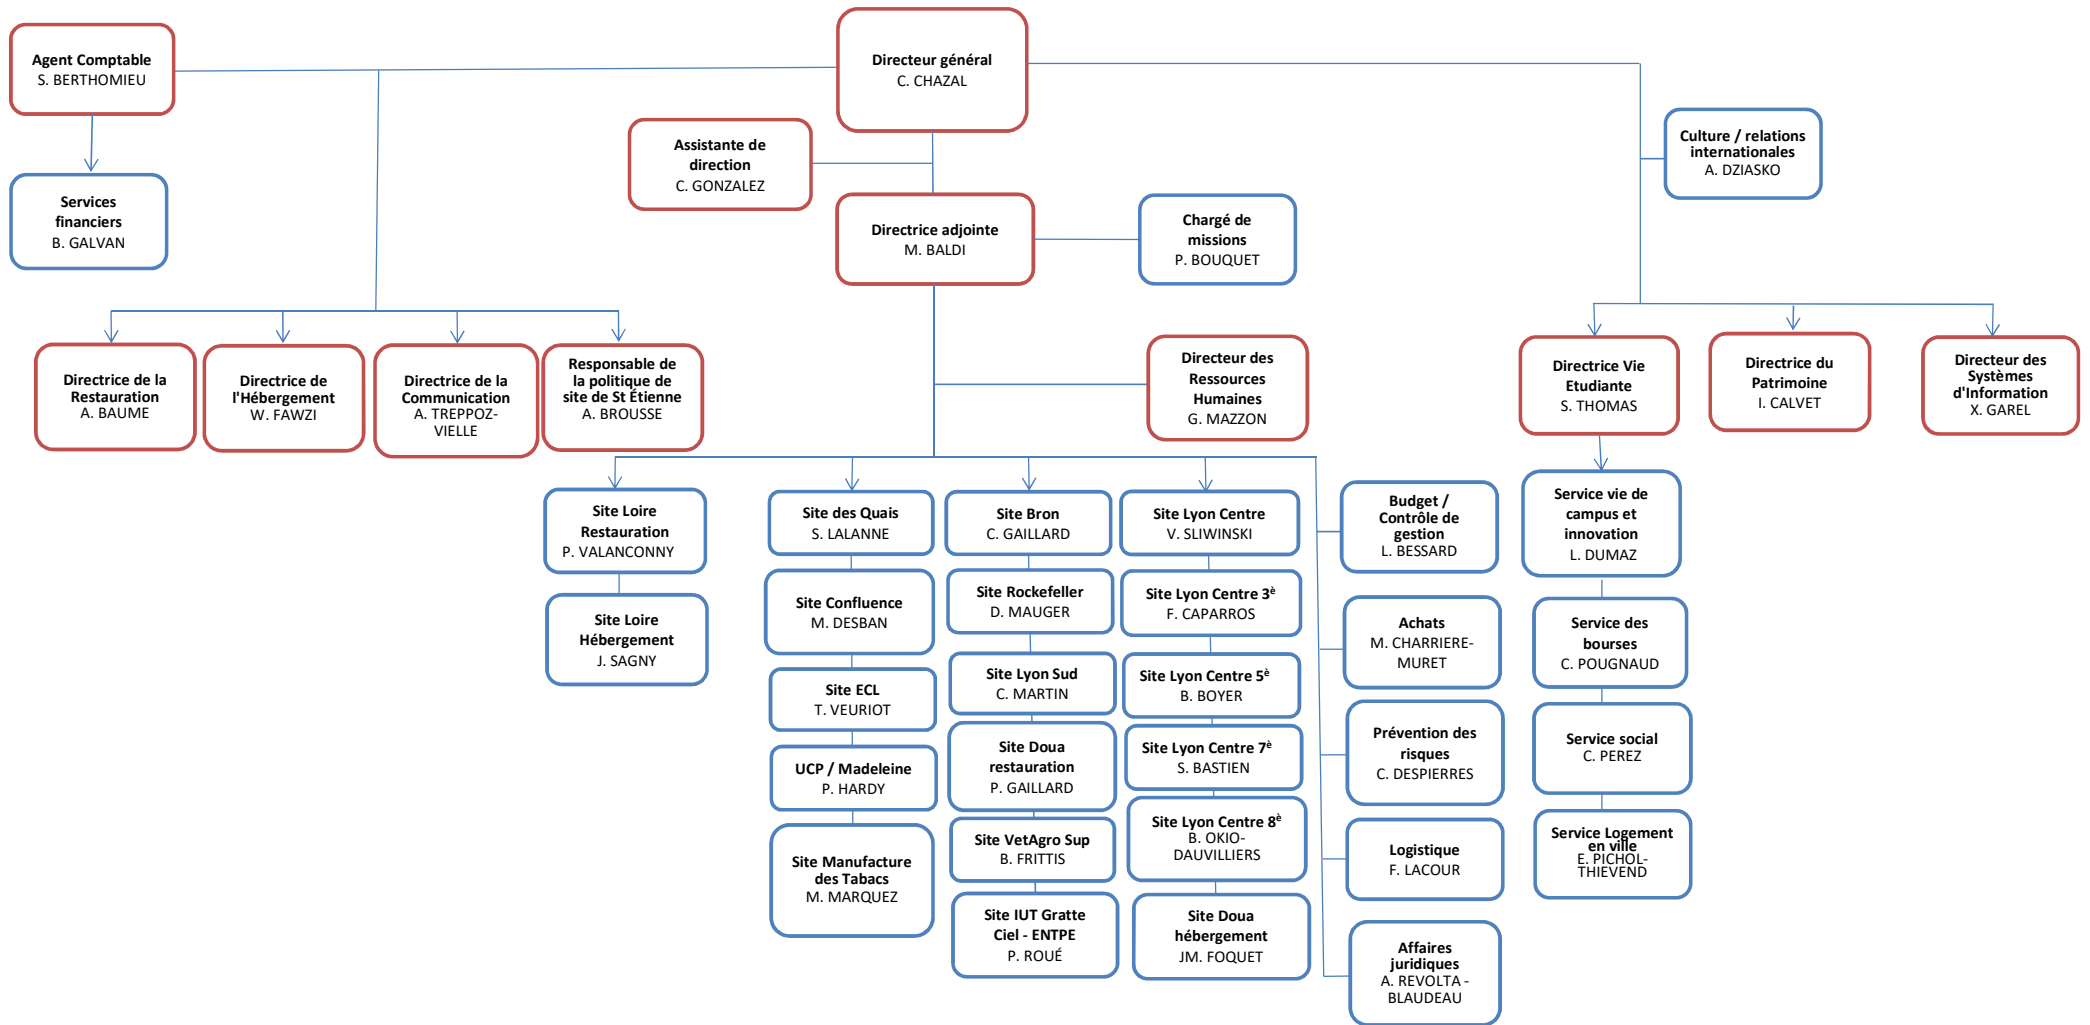 Agent Comptable
S. BERTHOMIEU
Directeur général
C. CHAZAL
Assistante de
direction
C. GONZALEZ
Culture / relations
internationales
A. DZIASKO
Services
financiers
B. GALVAN
Directrice adjointe
M. BALDI
Chargé de
missions
P. BOUQUET
Directrice de la
Restauration
A. BAUME
Directrice de
l'Hébergement
W. FAWZI
Directrice de la
Communication
A. TREPPOZ-
VIELLE
Responsable de
la politique de
site de St Étienne
A. BROUSSE
Directeur des
Ressources
Humaines
G. MAZZON
Directrice Vie
Etudiante
S. THOMAS
Directrice du
Patrimoine
I. CALVET
Directeur des
Systèmes
d'Information
X. GAREL
Site Loire
Restauration
P. VALANCONNY
Site Loire
Hébergement
J. SAGNY
Site des Quais
S. LALANNE
Site Confluence
M. DESBAN
Site ECL
T. VEURIOT
UCP / Madeleine
P. HARDY
Site Manufacture
des Tabacs
M. MARQUEZ
Site Bron
C. GAILLARD
Site Rockefeller
D. MAUGER
Site Lyon Sud
C. MARTIN
Site Doua
restauration
P. GAILLARD
Site VetAgro Sup
B. FRITTIS
Site IUT Gratte
Ciel - ENTPE
P. ROUÉ
Site Lyon Centre
V. SLIWINSKI
Site Lyon Centre 3è
F. CAPARROS
Site Lyon Centre 5è
B. BOYER
Site Lyon Centre 7è
S. BASTIEN
Site Lyon Centre 8è
B. OKIO-
DAUVILLIERS
Site Doua
hébergement
JM. FOQUET
Budget /
Contrôle de
gestion
L. BESSARD
Achats
M. CHARRIERE-
MURET
Prévention des
risques
C. DESPIERRES
Logistique
F. LACOUR
Affaires
juridiques
A. REVOLTA -
BLAUDEAU
Service vie de
campus et
innovation
L. DUMAZ
Service des
bourses
C. POUGNAUD
Service social
C. PEREZ
Service Logement
en ville
E. PICHOL-
THIEVEND